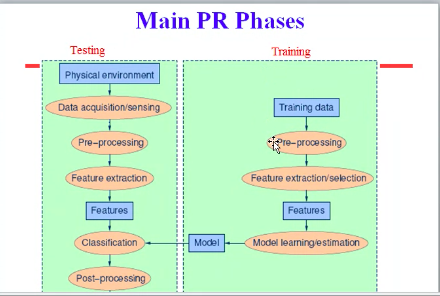 Main PR Phases
Testing
Training
Physical environment
Data acquisition/sensing
Pre-processing
Feature extraction
Features
Classification
Post-processing
Training data
Pre-processing
Feature extraction/selection
Features
Model learning/estimation
Model